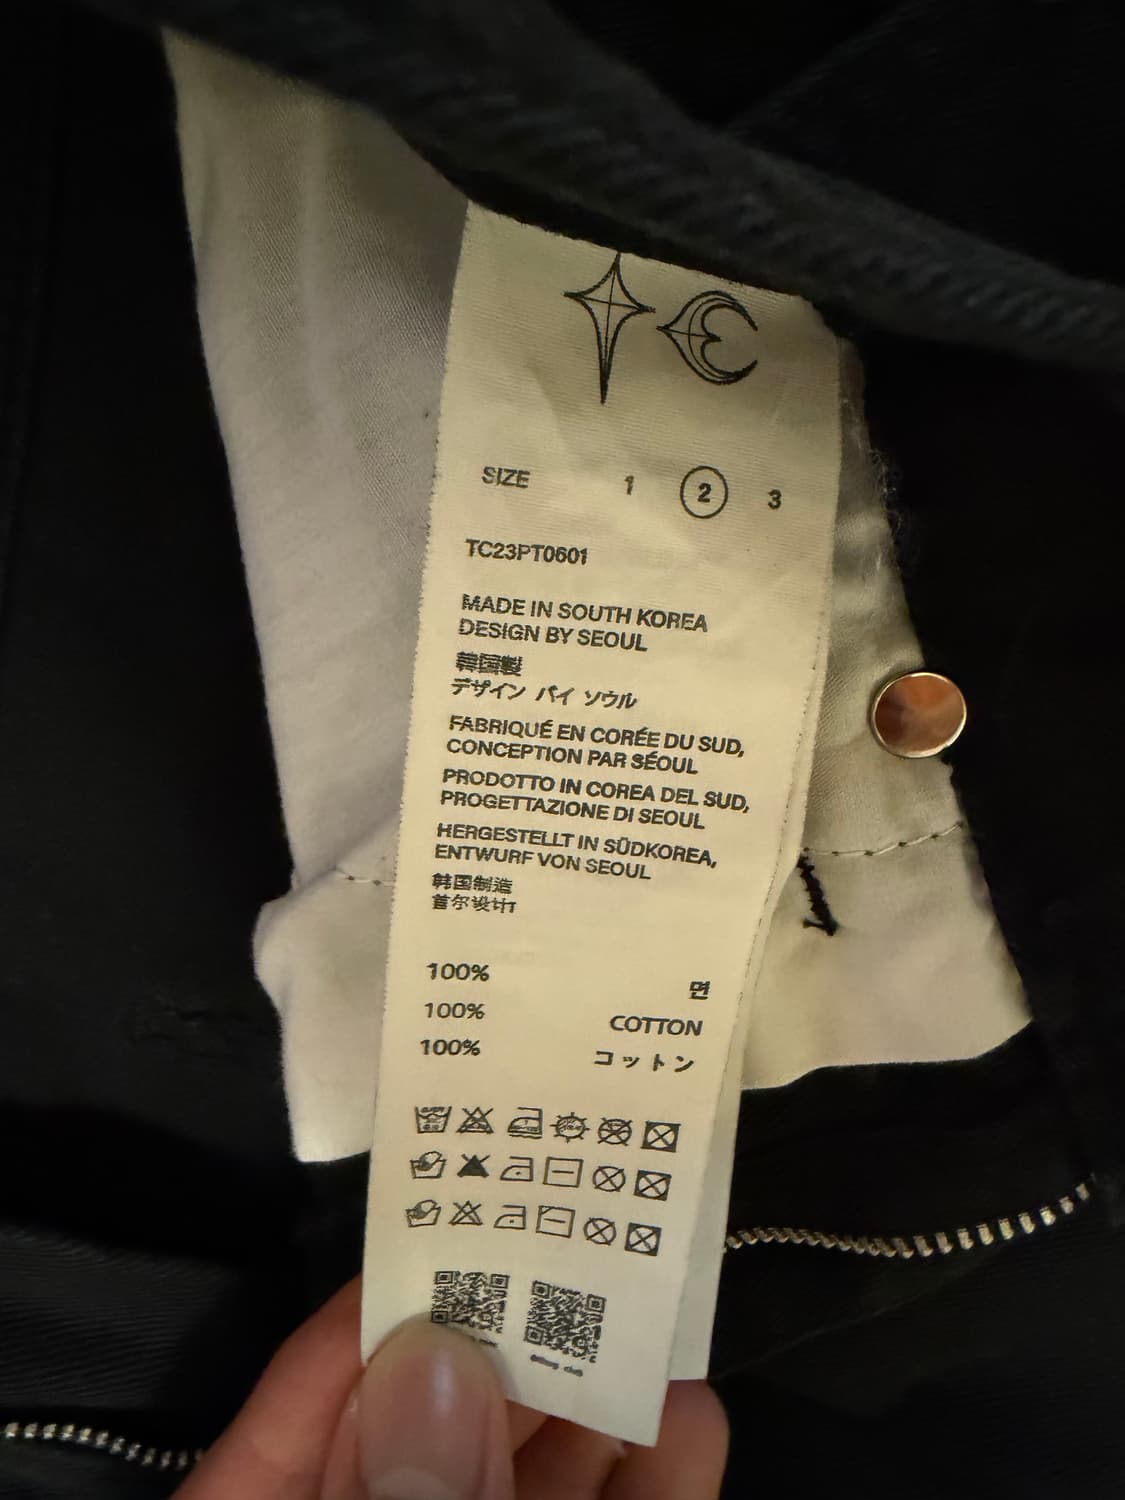 SIZE 1 2 3
TC23PT0601
MADE IN SOUTH KOREA
DESIGN BY SEOUL
韓国製
デザイン バイ ソウル
FABRIQUÉ EN CORÉE DU SUD,
CONCEPTION PAR SÉOUL
PRODOTTO IN COREA DEL SUD,
PROGETTAZIONE DI SEOUL
HERGESTELLT IN SÜDKOREA,
ENTWURF VON SEOUL
韩国制造
首尔设计
100% 면
100% COTTON
100% コットン